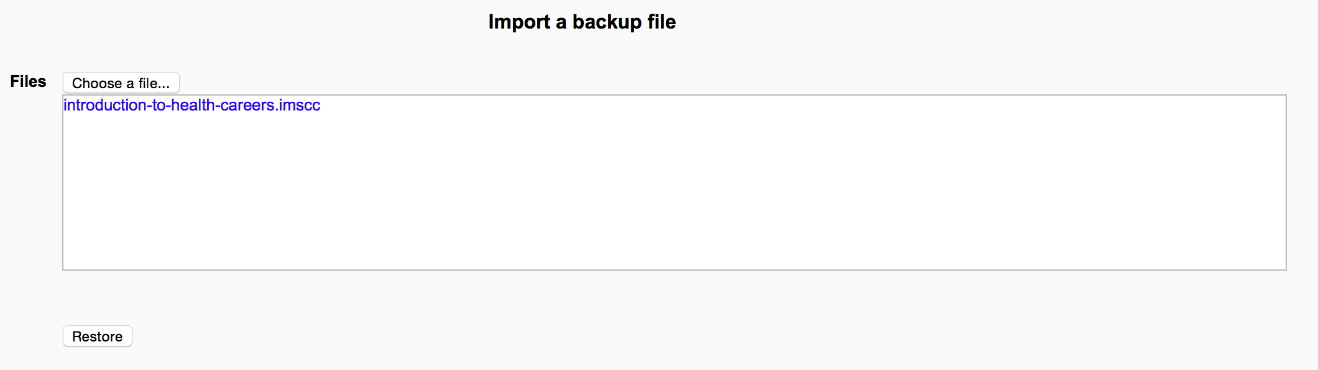 Import a backup file
Files
Choose a file...
introduction-to-health-careers.imscc
Restore